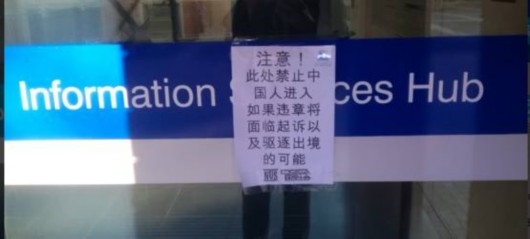 Information S ces Hub
注意！
此处禁止中
国人进入
如果违章将
面临起诉以
及驱逐出境
的可能